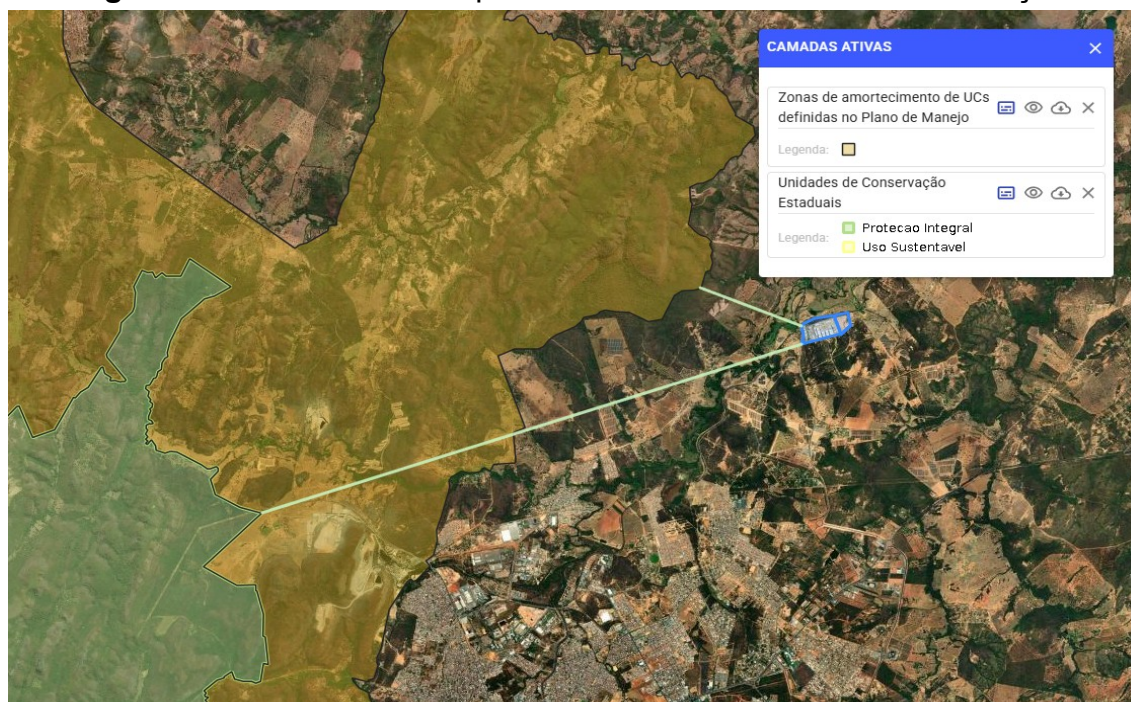 CAMADAS ATIVAS
Zonas de amortecimento de UCs
definidas no Plano de Manejo
Legenda:
Unidades de Conservação
Estaduais
Legenda:
Protecao Integral
Uso Sustentavel